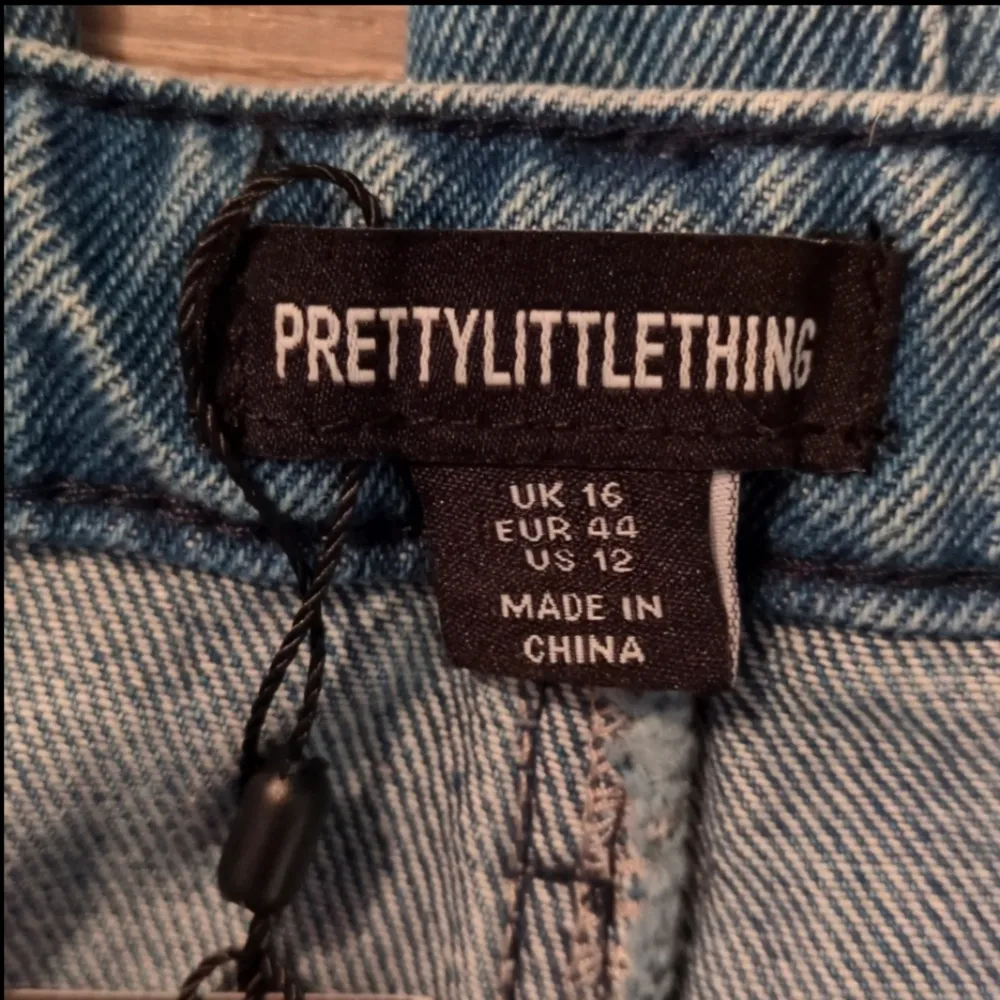 PRETTYLITTLETHING
UK 16
EUR 44
US 12
MADE IN
CHINA